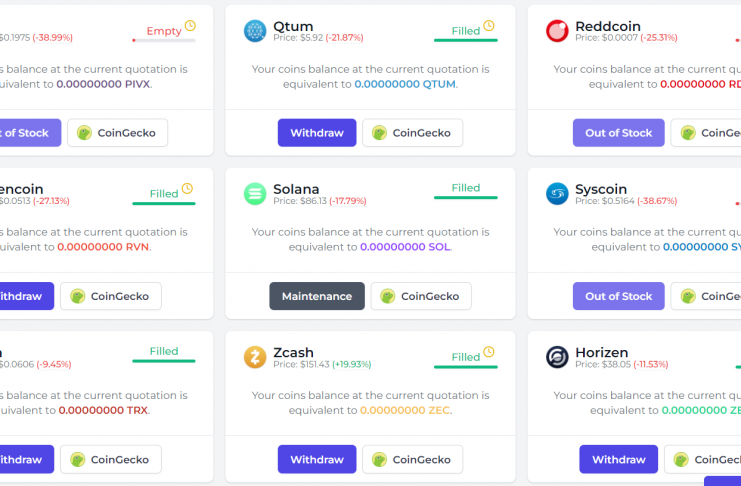 $0.1975 (-38.99%)
Empty
s balance at the current quotation is
uivalent to 0.00000000 PIVX.
t of Stock
CoinGecko
Qtum
Price: $5.92 (-21.87%)
Filled
Your coins balance at the current quotation is
equivalent to 0.00000000 QTUM.
Withdraw
CoinGecko
Reddcoin
Price: $0.0007 (-25.31%)
Your coins balance at the current qu
equivalent to 0.00000000 RD
Out of Stock
CoinGec
encoin
$0.0513 (-27.13%)
Filled
s balance at the current quotation is
uivalent to 0.00000000 RVN.
ithdraw
CoinGecko
Solana
Price: $86.13 (-17.79%)
Filled
Your coins balance at the current quotation is
equivalent to 0.00000000 SOL.
Maintenance
CoinGecko
Syscoin
Price: $0.5164 (-38.67%)
Your coins balance at the current qu
equivalent to 0.00000000 SY
Out of Stock
CoinGec
$0.0606 (-9.45%)
Filled
s balance at the current quotation is
uivalent to 0.00000000 TRX.
ithdraw
CoinGecko
Zcash
Price: $151.43 (+19.93%)
Filled
Your coins balance at the current quotation is
equivalent to 0.00000000 ZEC.
Withdraw
CoinGecko
Horizen
Price: $38.05 (-11.53%)
Your coins balance at the current qu
equivalent to 0.00000000 ZE
Withdraw
CoinGeck